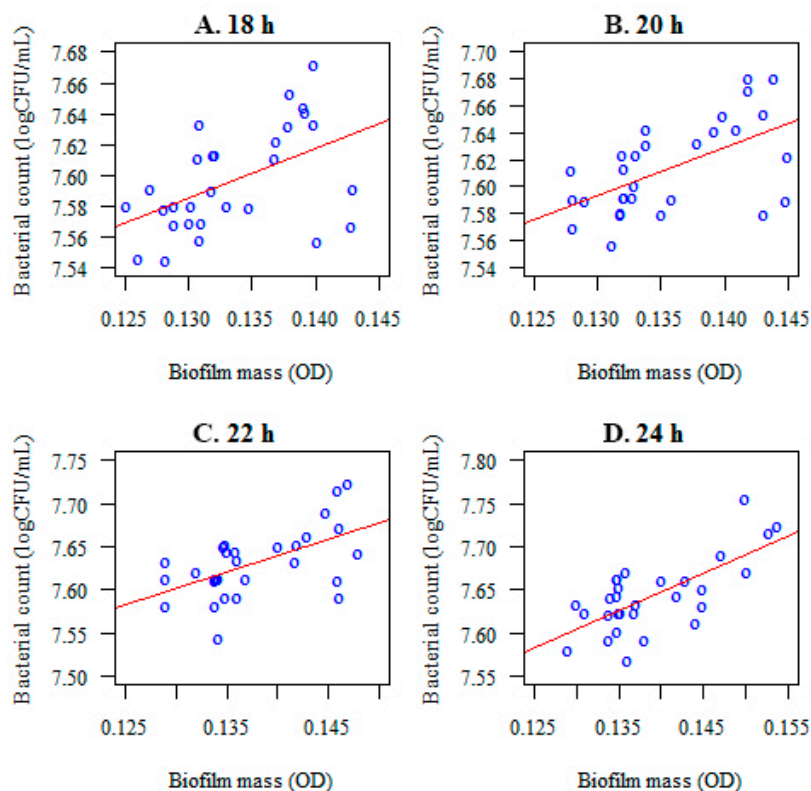 A. 18 h
Bacterial count (logCFU/mL)
7.68
7.66
7.64
7.62
7.60
7.58
7.56
7.54
0.125 0.130 0.135 0.140 0.145
Biofilm mass (OD)
B. 20 h
Bacterial count (logCFU/mL)
7.70
7.68
7.66
7.64
7.62
7.60
7.58
7.56
7.54
0.125 0.130 0.135 0.140 0.145
Biofilm mass (OD)
C. 22 h
Bacterial count (logCFU/mL)
7.75
7.70
7.65
7.60
7.55
7.50
0.125 0.135 0.145
Biofilm mass (OD)
D. 24 h
Bacterial count (logCFU/mL)
7.80
7.75
7.70
7.65
7.60
7.55
0.125 0.135 0.145 0.155
Biofilm mass (OD)